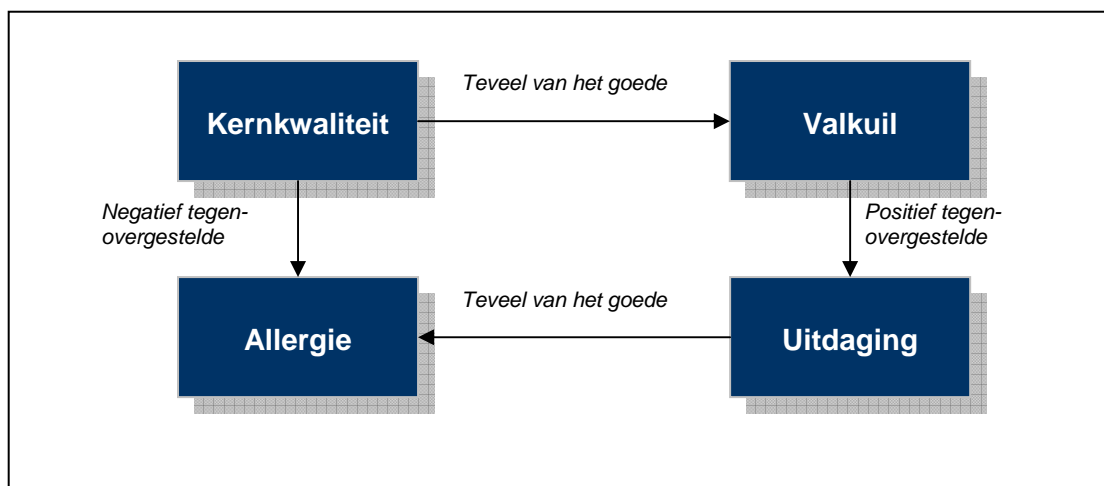 Teveel van het goede
Kernkwaliteit
Valkuil
Negatief tegen-
overgestelde
Positief tegen-
overgestelde
Teveel van het goede
Allergie
Uitdaging